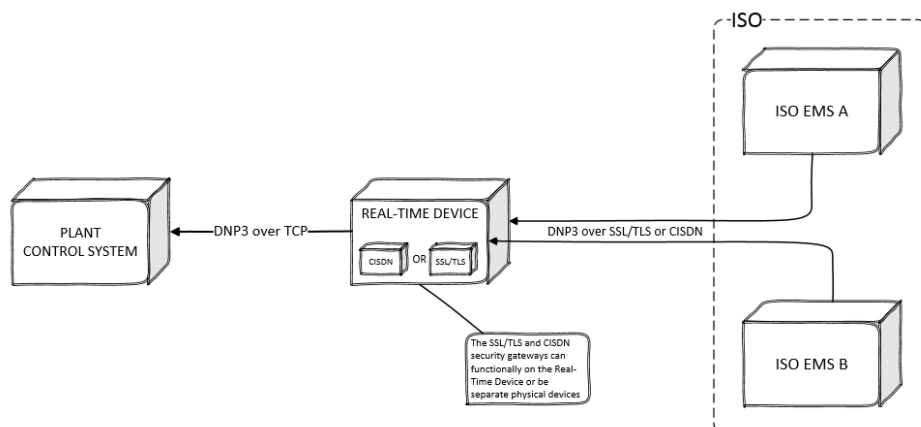 ISO
ISO EMS A
PLANT
CONTROL SYSTEM
DNP3 over TCP
REAL-TIME DEVICE
CISDN
OR
SSL/TLS
DNP3 over SSL/TLS or CISDN
The SSL/TLS and CISDN
security gateways can
functionally on the Real-
Time Device or be
separate physical devices
ISO EMS B